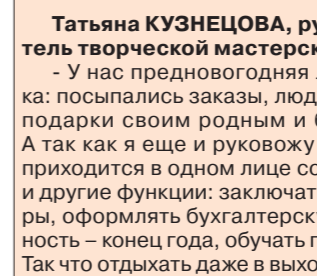 Татьяна КУЗНЕЦОВА, ру
тель творческой мастерск
- У нас предновогодняя
ка: посыпались заказы, люд
подарки своим родным и
А так как я еще и руковожу
приходится в одном лице со
и другие функции: заключат
ры, оформлять бухгалтерск
ность – конец года, обучать
Так что отдыхать даже в выхо